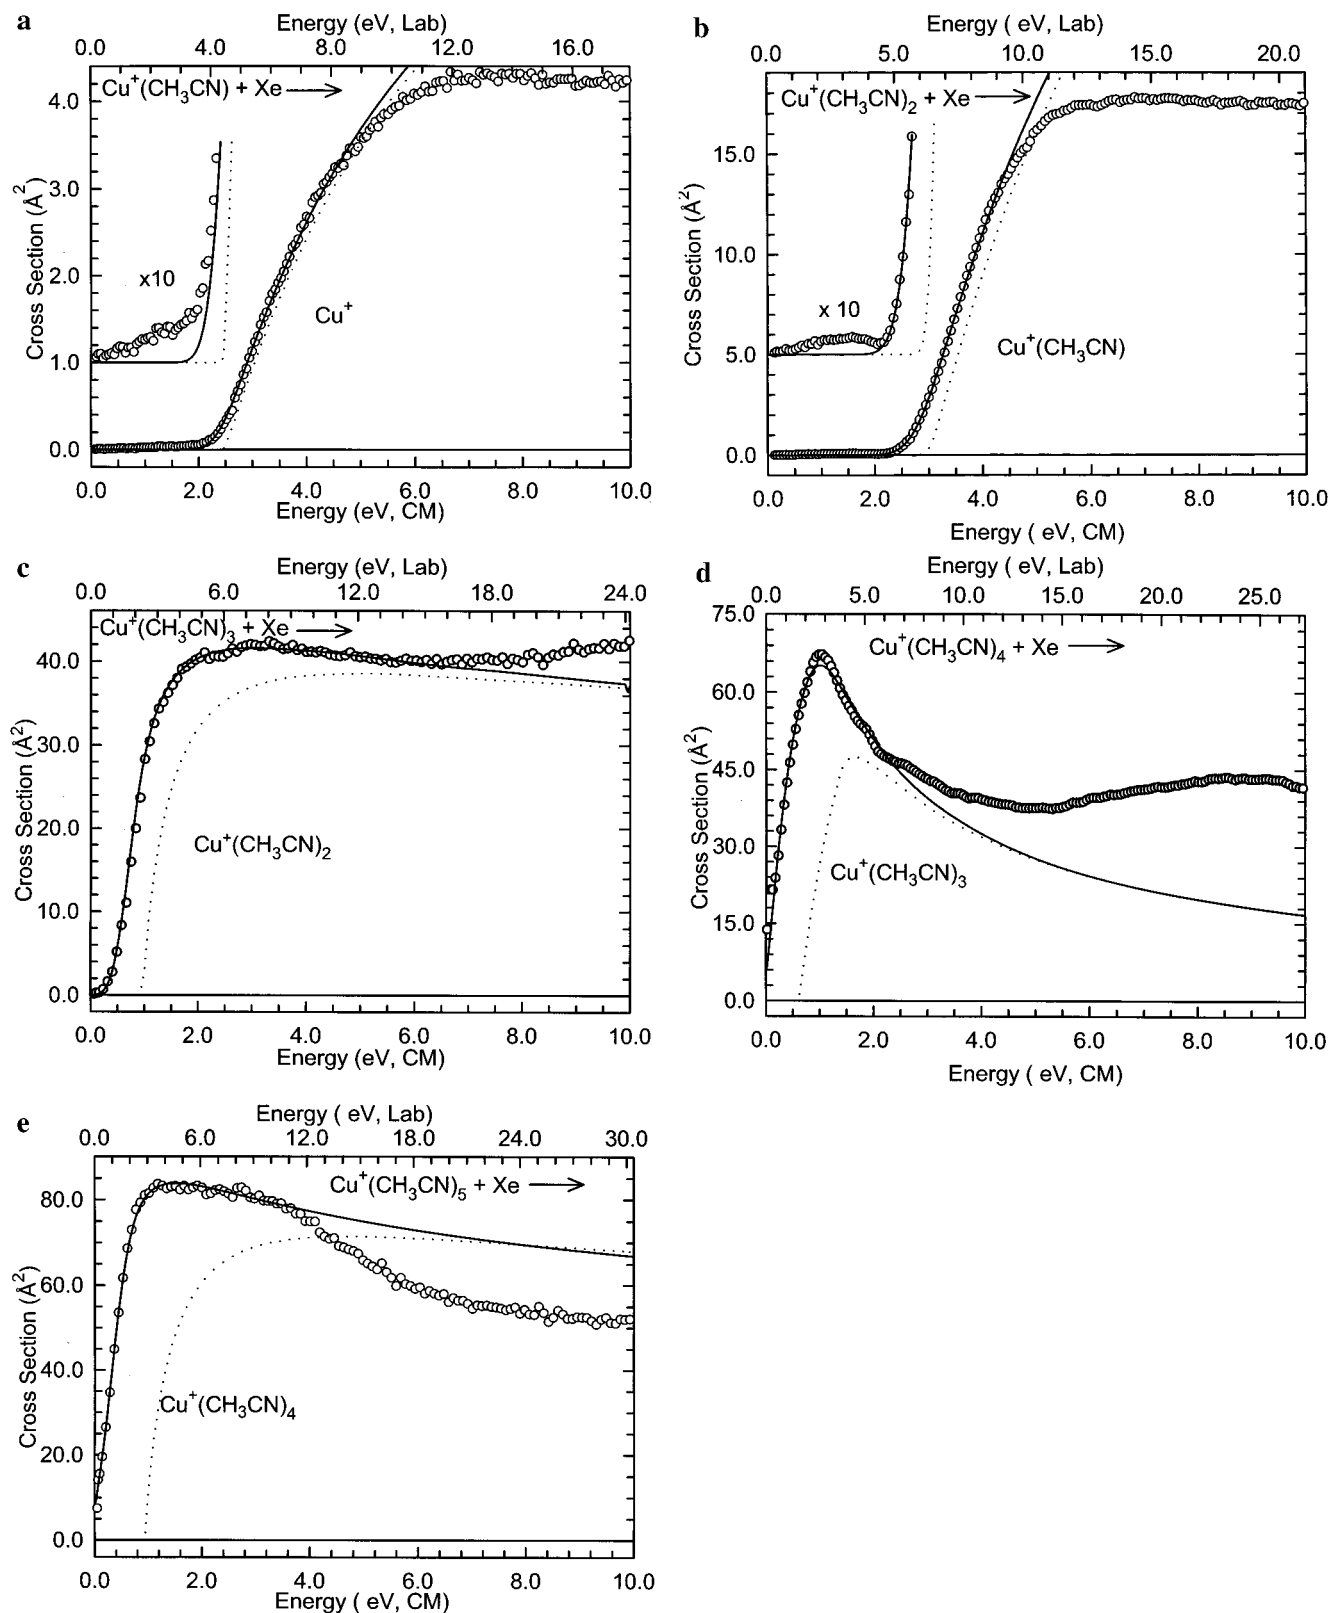 a
Energy (eV, Lab)
0.0 4.0 8.0 12.0 16.0
Cu⁺(CH₃CN) + Xe
4.0
3.0
2.0
1.0
0.0
Cross Section (Å²)
x10
Cu⁺
0.0 2.0 4.0 6.0 8.0 10.0
Energy (eV, CM)
b
Energy ( eV, Lab)
0.0 5.0 10.0 15.0 20.0
Cu⁺(CH₃CN)₂ + Xe
15.0
10.0
5.0
0.0
Cross Section (Å²)
x 10
Cu⁺(CH₃CN)
0.0 2.0 4.0 6.0 8.0 10.0
Energy ( eV, CM)
c
Energy (eV, Lab)
0.0 6.0 12.0 18.0 24.0
Cu⁺(CH₃CN)₃ + Xe
40.0
30.0
20.0
10.0
0.0
Cross Section (Å²)
Cu⁺(CH₃CN)₂
0.0 2.0 4.0 6.0 8.0 10.0
Energy (eV, CM)
d
Energy ( eV, Lab)
0.0 5.0 10.0 15.0 20.0 25.0
75.0
60.0
45.0
30.0
15.0
0.0
Cu⁺(CH₃CN)₄ + Xe
Cross Section (Å²)
Cu⁺(CH₃CN)₃
0.0 2.0 4.0 6.0 8.0 10.0
Energy ( eV, CM)
e
Energy ( eV, Lab)
0.0 6.0 12.0 18.0 24.0 30.0
Cu⁺(CH₃CN)₅ + Xe
80.0
60.0
40.0
20.0
0.0
Cross Section (Å²)
Cu⁺(CH₃CN)₄
0.0 2.0 4.0 6.0 8.0 10.0
Energy (eV, CM)